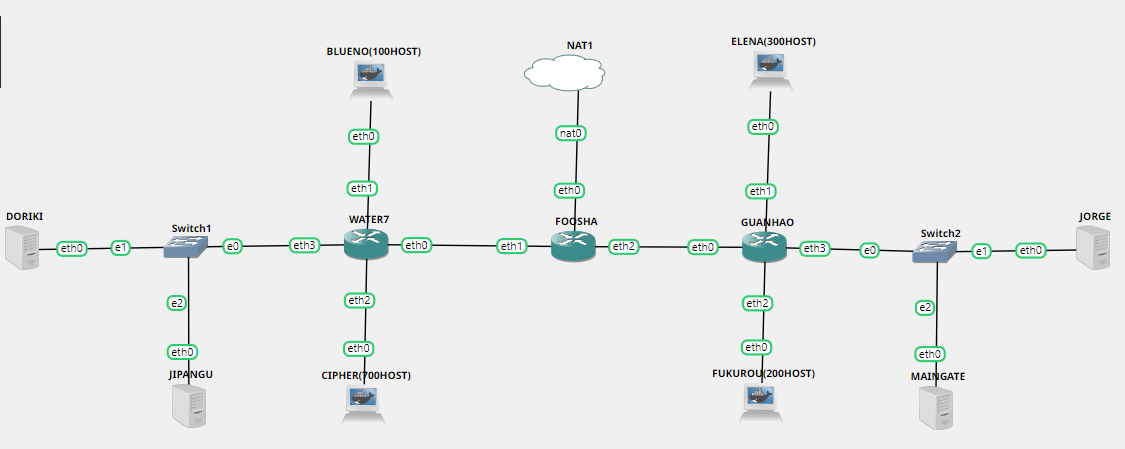 BLUENO(100HOST)
NAT1
ELENA(300HOST)
eth0
nat0
eth0
eth1
eth0
eth1
DORIKI
Switch1
WATER7
FOOSHA
GUANHAO
Switch2
JORGE
eth0
e1
e0
eth3
eth0
eth1
eth2
eth0
eth3
e0
e1
eth0
e2
eth2
eth2
e2
eth0
eth0
eth0
eth0
JIPANGU
CIPHER(700HOST)
FUKUROU(200HOST)
MAINGATE